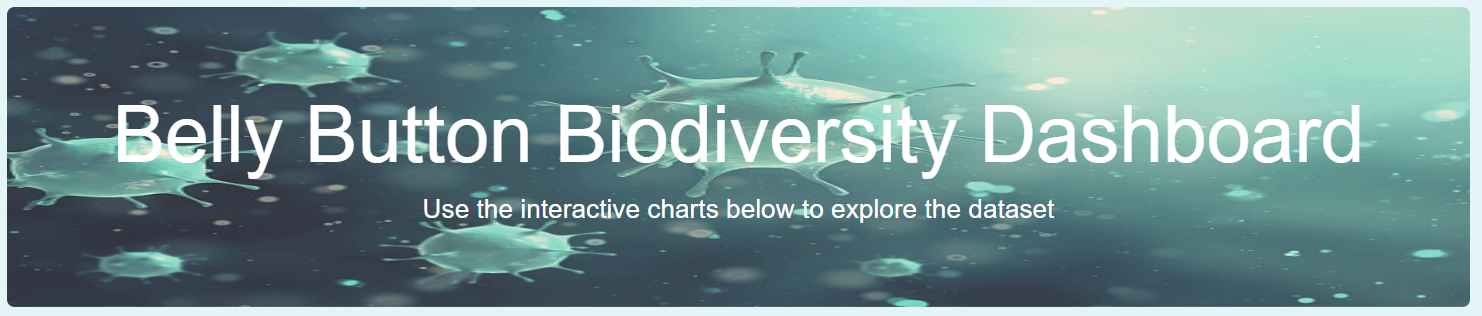 Belly Button Biodiversity Dashboard
Use the interactive charts below to explore the dataset